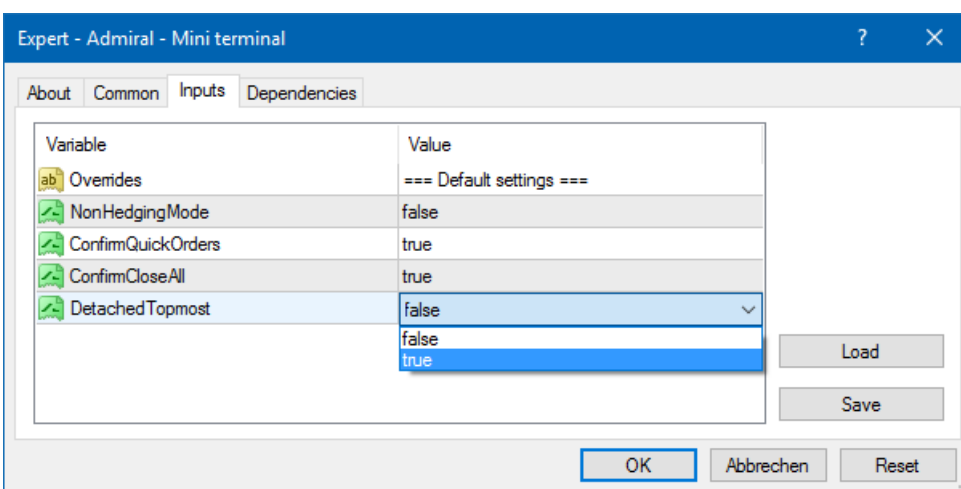 Expert - Admiral - Mini terminal ? ×
About Common Inputs Dependencies
Variable Value
ab Overrides === Default settings ===
NonHedgingMode false
ConfirmQuickOrders true
ConfirmCloseAll true
DetachedTopmost false
false
true
Load
Save
OK Abbrechen Reset